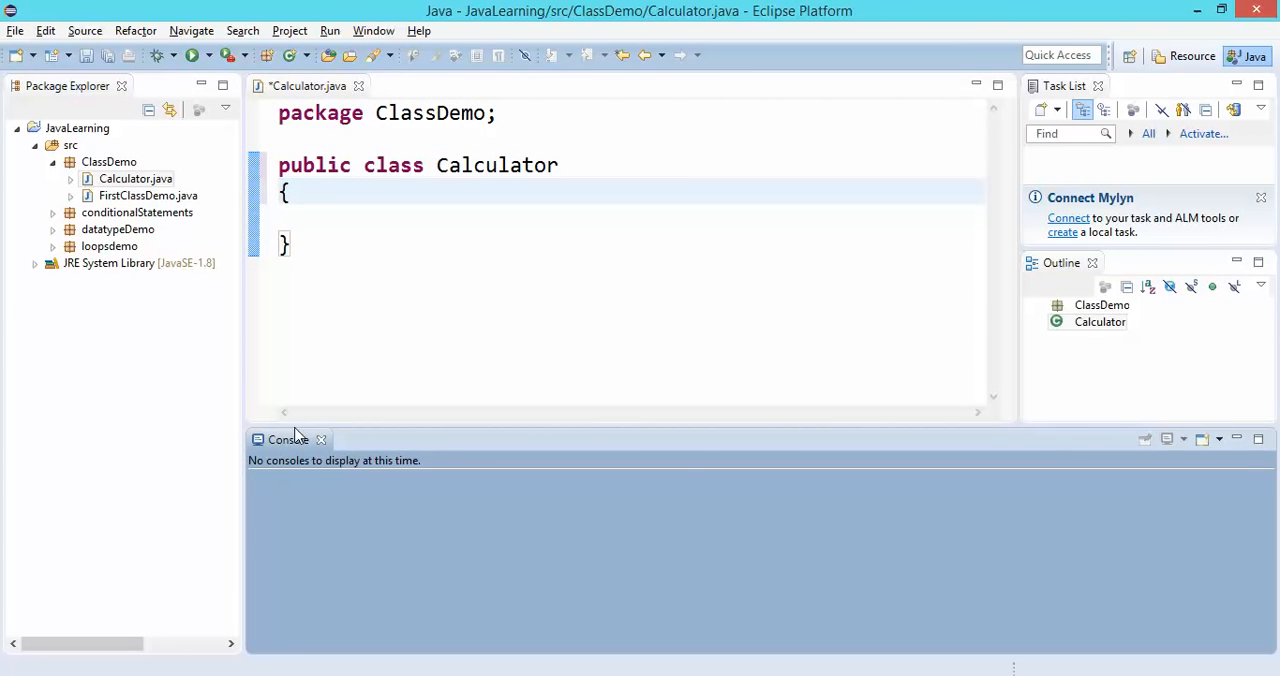 Java - JavaLearning/src/ClassDemo/Calculator.java - Eclipse Platform
File Edit Source Refactor Navigate Search Project Run Window Help
Quick Access
Resource
Java
Package Explorer
JavaLearning
src
ClassDemo
Calculator.java
FirstClassDemo.java
conditionalStatements
datatypeDemo
loopsdemo
JRE System Library [JavaSE-1.8]
*Calculator.java
package ClassDemo;
public class Calculator
{
}
Console
No consoles to display at this time.
Task List
Find
All
Activate...
Connect Mylyn
Connect to your task and ALM tools or
create a local task.
Outline
ClassDemo
Calculator